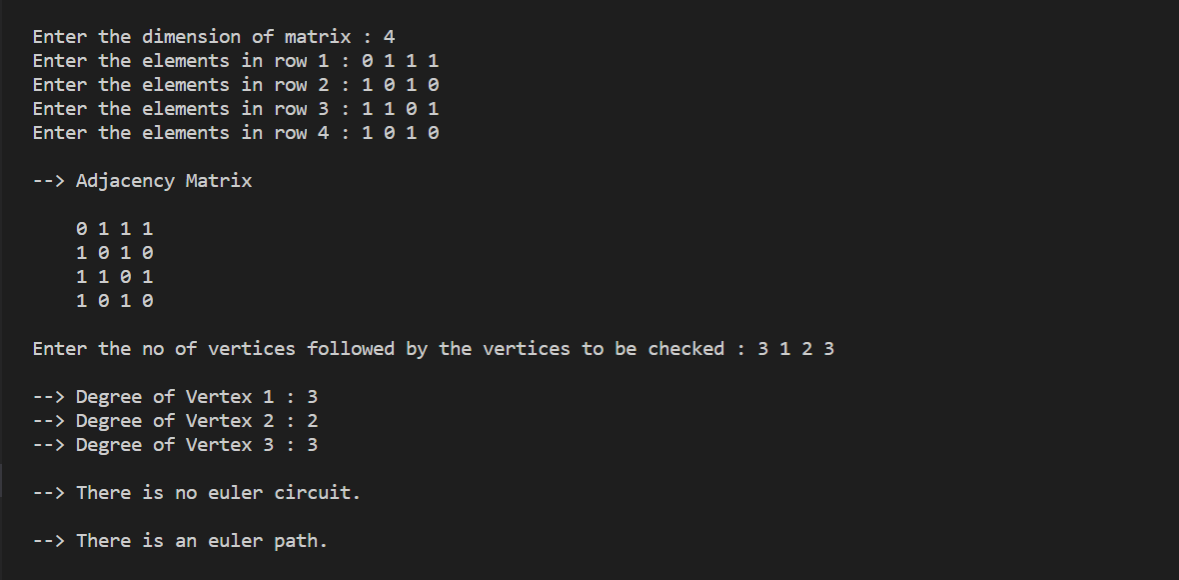 Enter the dimension of matrix : 4
Enter the elements in row 1 : 0 1 1 1
Enter the elements in row 2 : 1 0 1 0
Enter the elements in row 3 : 1 1 0 1
Enter the elements in row 4 : 1 0 1 0
--> Adjacency Matrix
0 1 1 1
1 0 1 0
1 1 0 1
1 0 1 0
Enter the no of vertices followed by the vertices to be checked : 3 1 2 3
--> Degree of Vertex 1 : 3
--> Degree of Vertex 2 : 2
--> Degree of Vertex 3 : 3
--> There is no euler circuit.
--> There is an euler path.